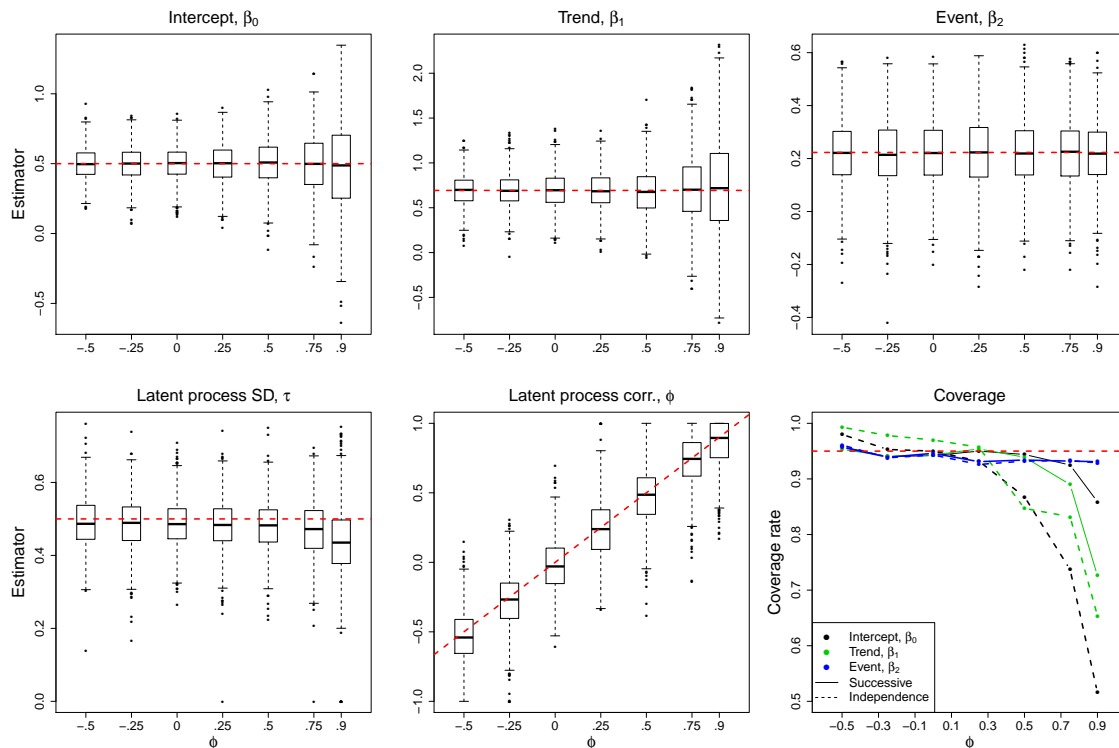 Intercept, β₀
Trend, β₁
Event, β₂
Estimator
1.0
0.5
0.0
−0.5
−.5 −.25 0 .25 .5 .75 .9
2.0
1.5
1.0
0.5
0.0
−0.5
−.5 −.25 0 .25 .5 .75 .9
0.6
0.4
0.2
0.0
−0.2
−0.4
−.5 −.25 0 .25 .5 .75 .9
Latent process SD, τ
Latent process corr., ϕ
Coverage
Estimator
0.6
0.4
0.2
0.0
−.5 −.25 0 .25 .5 .75 .9
ϕ
1.0
0.5
0.0
−0.5
−1.0
−.5 −.25 0 .25 .5 .75 .9
ϕ
Coverage rate
1.0
0.9
0.8
0.7
0.6
0.5
Intercept, β₀
Trend, β₁
Event, β₂
Successive
Independence
−0.5 −0.3 −0.1 0.1 0.3 0.5 0.7 0.9
ϕ